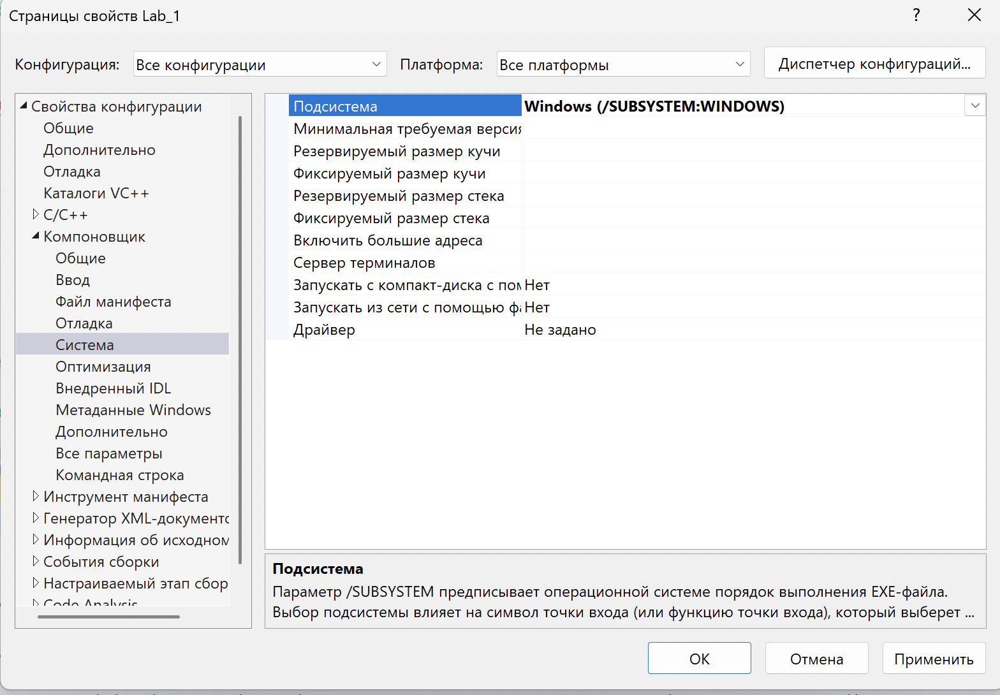 Страницы свойств Lab_1
?
Конфигурация:
Все конфигурации
Платформа:
Все платформы
Диспетчер конфигураций...
Свойства конфигурации
Общие
Дополнительно
Отладка
Каталоги VC++
C/C++
Компоновщик
Общие
Ввод
Файл манифеста
Отладка
Система
Оптимизация
Внедренный IDL
Метаданные Windows
Дополнительно
Все параметры
Командная строка
Инструмент манифеста
Генератор XML-документо
Информация об исходном
События сборки
Настраиваемый этап сбор
Code Analysis
Подсистема Windows (/SUBSYSTEM:WINDOWS)
Минимальная требуемая версия
Резервируемый размер кучи
Фиксируемый размер кучи
Резервируемый размер стека
Фиксируемый размер стека
Включить большие адреса
Сервер терминалов
Запускать с компакт-диска с пом Нет
Запускать из сети с помощью фа Нет
Драйвер Не задано
Подсистема
Параметр /SUBSYSTEM предписывает операционной системе порядок выполнения EXE-файла.
Выбор подсистемы влияет на символ точки входа (или функцию точки входа), который выберет ...
ОК
Отмена
Применить